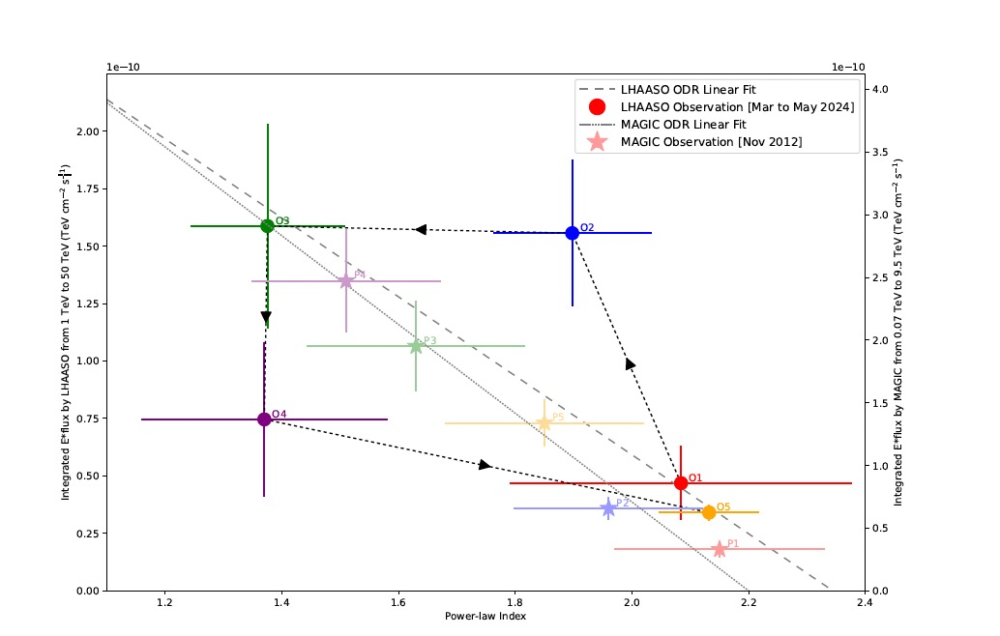 1e−10
1e−10
LHAASO ODR Linear Fit
LHAASO Observation [Mar to May 2024]
MAGIC ODR Linear Fit
MAGIC Observation [Nov 2012]
Integrated E*flux by LHAASO from 1 TeV to 50 TeV (TeV cm⁻² s⁻¹)
2.00
1.75
1.50
1.25
1.00
0.75
0.50
0.25
0.00
O3
O2
P4
P3
P5
O4
O1
P2
O5
P1
4.0
3.5
3.0
2.5
2.0
1.5
1.0
0.5
0.0
Integrated E*flux by MAGIC from 0.07 TeV to 9.5 TeV (TeV cm⁻² s⁻¹)
1.2
1.4
1.6
1.8
2.0
2.2
2.4
Power-law Index